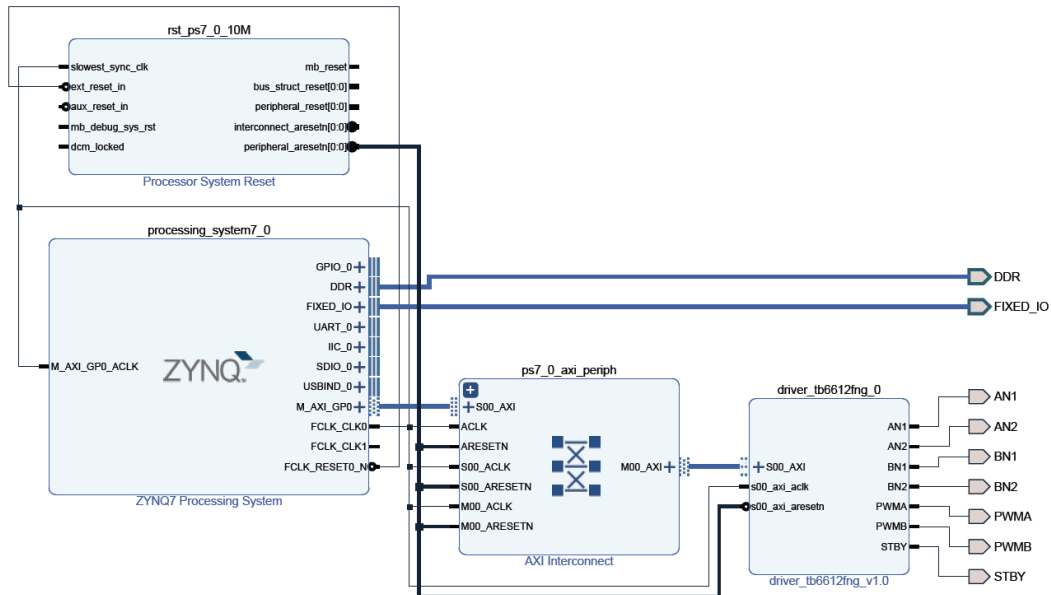 rst_ps7_0_10M
slowest_sync_clk
mb_reset
ext_reset_in
bus_struct_reset[0:0]
aux_reset_in
peripheral_reset[0:0]
mb_debug_sys_rst
interconnect_aresetn[0:0]
dcm_locked
peripheral_aresetn[0:0]
Processor System Reset
processing_system7_0
GPIO_0
DDR
FIXED_IO
UART_0
IIC_0
SDIO_0
USBIND_0
M_AXI_GP0_ACLK
ZYNQ
M_AXI_GP0
FCLK_CLK0
FCLK_CLK1
FCLK_RESET0_N
ZYNQ7 Processing System
DDR
FIXED_IO
ps7_0_axi_periph
S00_AXI
ACLK
ARESETN
S00_ACLK
M00_AXI
S00_ARESETN
M00_ACLK
M00_ARESETN
AXI Interconnect
driver_tb6612fng_0
AN1
AN2
S00_AXI
BN1
s00_axi_aclk
BN2
s00_axi_aresetn
PWMA
PWMB
STBY
driver_tb6612fng_v1.0
AN1
AN2
BN1
BN2
PWMA
PWMB
STBY